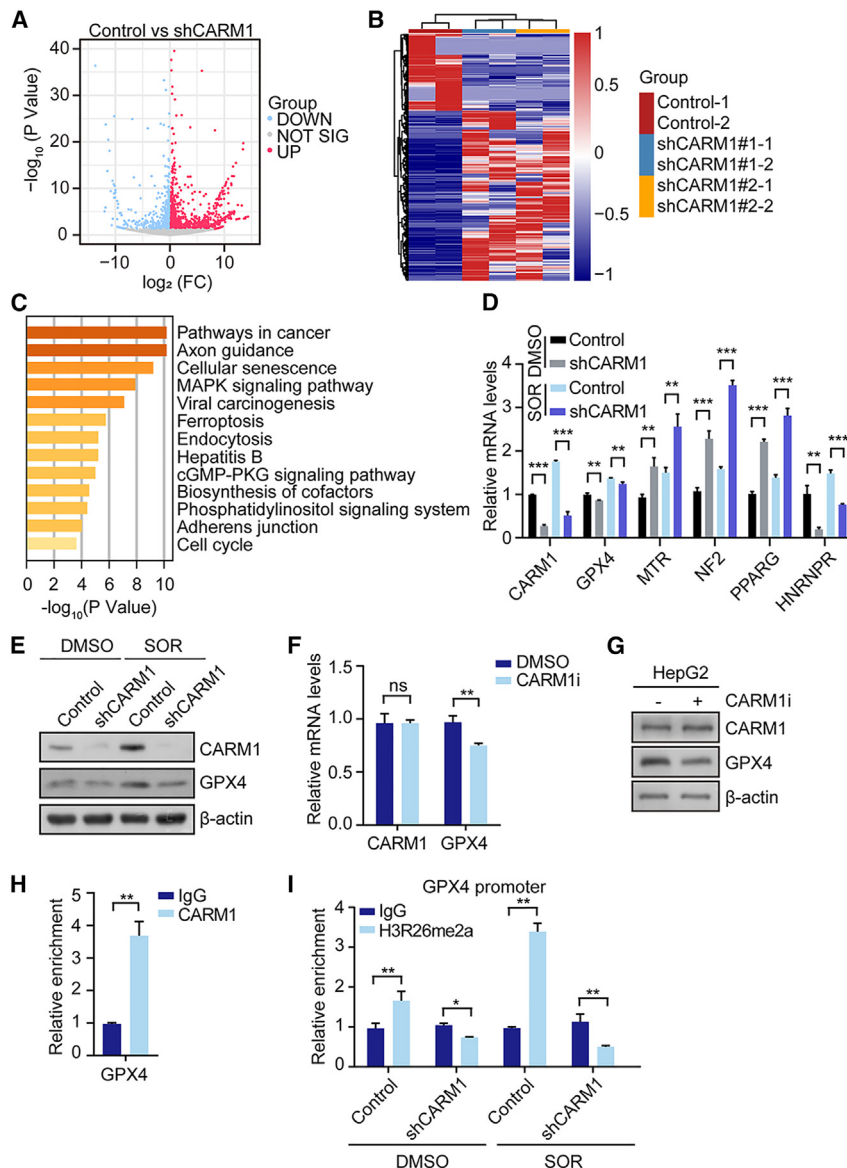 A
Control vs shCARM1
−log₁₀ (P Value)
40
30
20
10
0
−10 0 10
log₂ (FC)
Group
DOWN
NOT SIG
UP
B
1
0.5
0
−0.5
−1
Group
Control-1
Control-2
shCARM1#1-1
shCARM1#1-2
shCARM1#2-1
shCARM1#2-2
C
Pathways in cancer
Axon guidance
Cellular senescence
MAPK signaling pathway
Viral carcinogenesis
Ferroptosis
Endocytosis
Hepatitis B
cGMP-PKG signaling pathway
Biosynthesis of cofactors
Phosphatidylinositol signaling system
Adherens junction
Cell cycle
0 2 4 6 8 10
-log₁₀(P Value)
D
DMSO
Control
shCARM1
SOR
Control
shCARM1
Relative mRNA levels
4
3
2
1
0
*** *** ** ** ** ** *** *** *** *** ** ***
CARM1 GPX4 MTR NF2 PPARG HNRNPR
E
DMSO SOR
Control shCARM1 Control shCARM1
CARM1
GPX4
β-actin
F
DMSO
CARM1i
Relative mRNA levels
1.5
1.0
0.5
0.0
ns **
CARM1 GPX4
G
HepG2
- + CARM1i
CARM1
GPX4
β-actin
H
IgG
CARM1
Relative enrichment
5
4
3
2
1
0
**
GPX4
I
GPX4 promoter
IgG
H3R26me2a
Relative enrichment
4
3
2
1
0
** * ** **
Control shCARM1 Control shCARM1
DMSO SOR